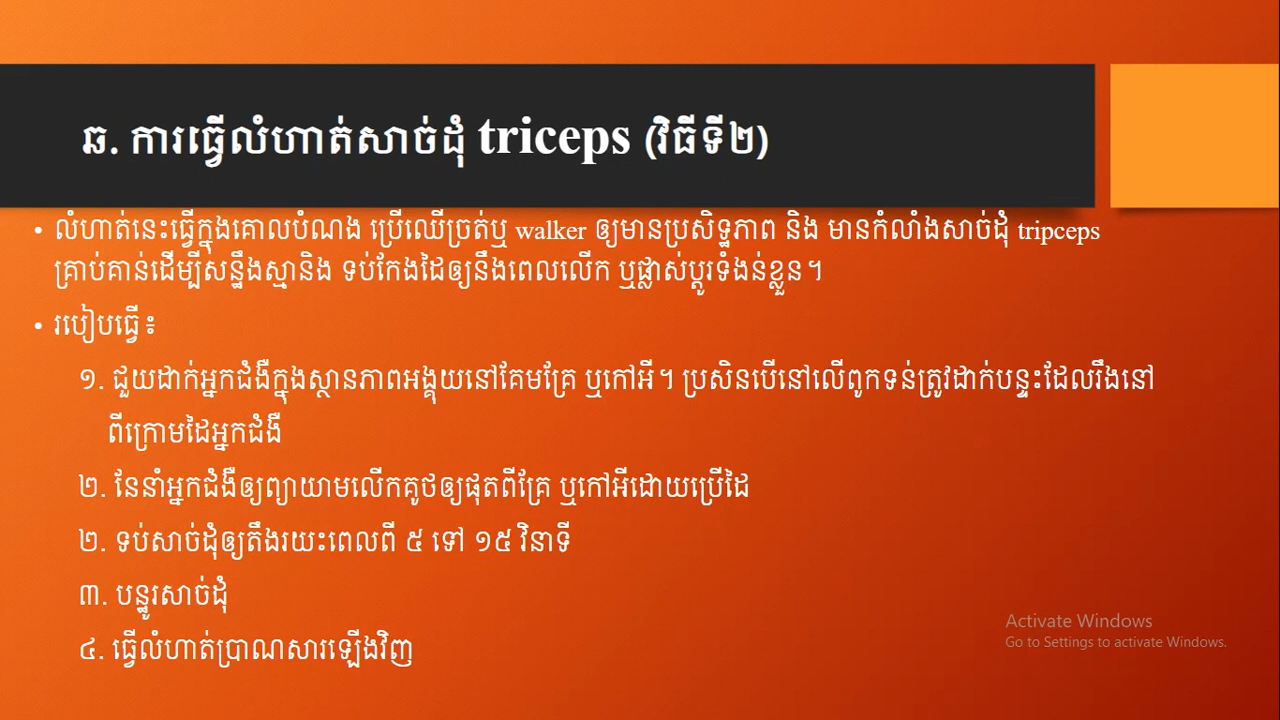 ឆ. ការធ្វើលំហាត់សាច់ដុំ triceps (វិធីទី២)
• លំហាត់នេះធ្វើក្នុងគោលបំណង ប្រើឈើច្រត់ឬ walker ឲ្យមានប្រសិទ្ធភាព និង មានកំលាំងសាច់ដុំ tripceps
គ្រាប់គាន់ដើម្បីសន្ធឹងស្មានិង ទប់កែងដៃឲ្យនឹងពេលលើក ឬផ្លាស់ប្តូរទំងន់ខ្លួន។
• របៀបធ្វើ៖
១. ជួយដាក់អ្នកជំងឺក្នុងស្ថានភាពអង្គុយនៅគែមគ្រែ ឬកៅអី។ ប្រសិនបើនៅលើពូកទន់ត្រូវដាក់បន្ទះដែលរឹងនៅ
ពីក្រោមដៃអ្នកជំងឺ
២. នែនាំអ្នកជំងឺឲ្យព្យាយាមលើកគូថឲ្យផុតពីគ្រែ ឬកៅអីដោយប្រើដៃ
២. ទប់សាច់ដុំឲ្យតឹងរយះពេលពី ៥ ទៅ ១៥ វិនាទី
៣. បន្ធូរសាច់ដុំ
៤. ធ្វើលំហាត់ប្រាណសារឡើងវិញ
Activate Windows
Go to Settings to activate Windows.